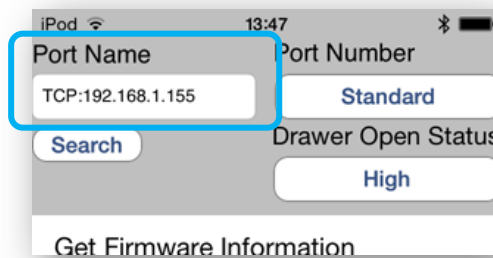 iPod 13:47
Port Name Port Number
TCP:192.168.1.155 Standard
Search Drawer Open Status
High
Get Firmware Information